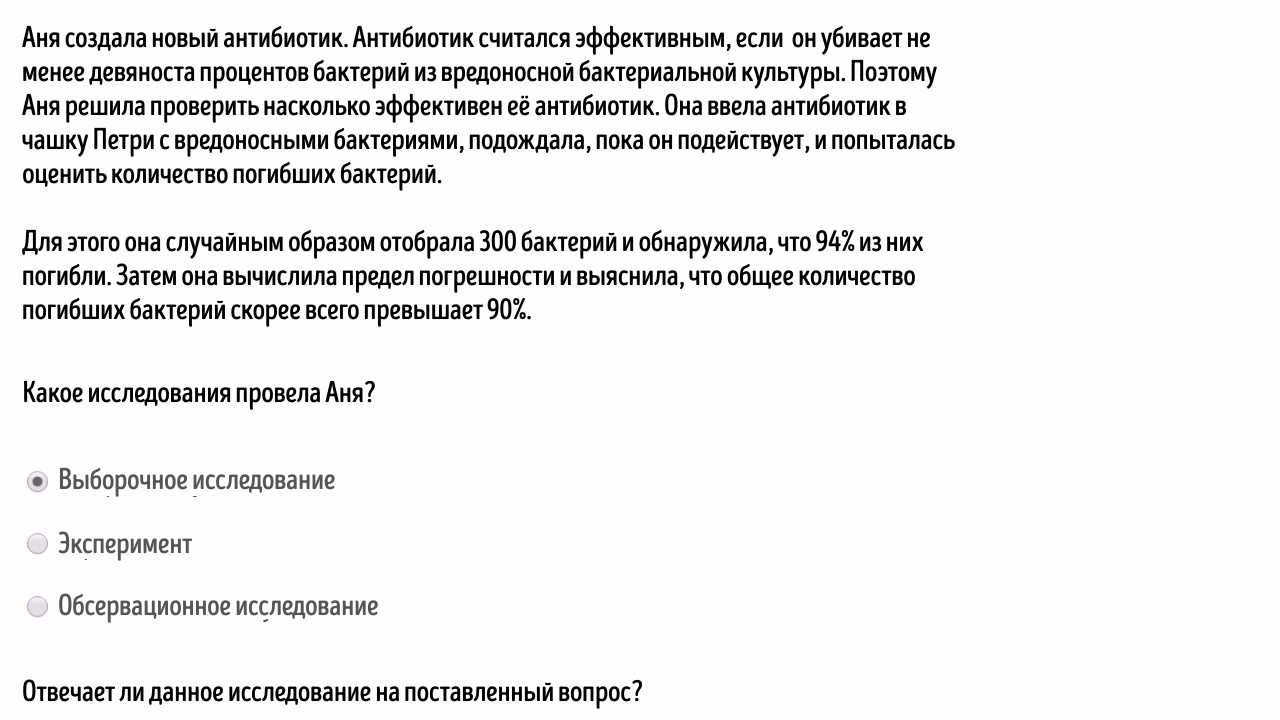 Аня создала новый антибиотик. Антибиотик считался эффективным, если он убивает не
менее девяноста процентов бактерий из вредоносной бактериальной культуры. Поэтому
Аня решила проверить насколько эффективен её антибиотик. Она ввела антибиотик в
чашку Петри с вредоносными бактериями, подождала, пока он подействует, и попыталась
оценить количество погибших бактерий.
Для этого она случайным образом отобрала 300 бактерий и обнаружила, что 94% из них
погибли. Затем она вычислила предел погрешности и выяснила, что общее количество
погибших бактерий скорее всего превышает 90%.
Какое исследования провела Аня?
Выборочное исследование
Эксперимент
Обсервационное исследование
Отвечает ли данное исследование на поставленный вопрос?